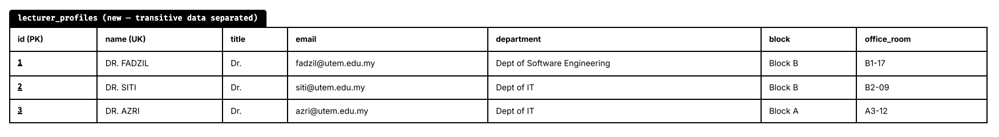 lecturer_profiles (new — transitive data separated)
id (PK) name (UK) title email department block office_room
1 DR. FADZIL Dr. fadzil@utem.edu.my Dept of Software Engineering Block B B1-17
2 DR. SITI Dr. siti@utem.edu.my Dept of IT Block B B2-09
3 DR. AZRI Dr. azri@utem.edu.my Dept of IT Block A A3-12